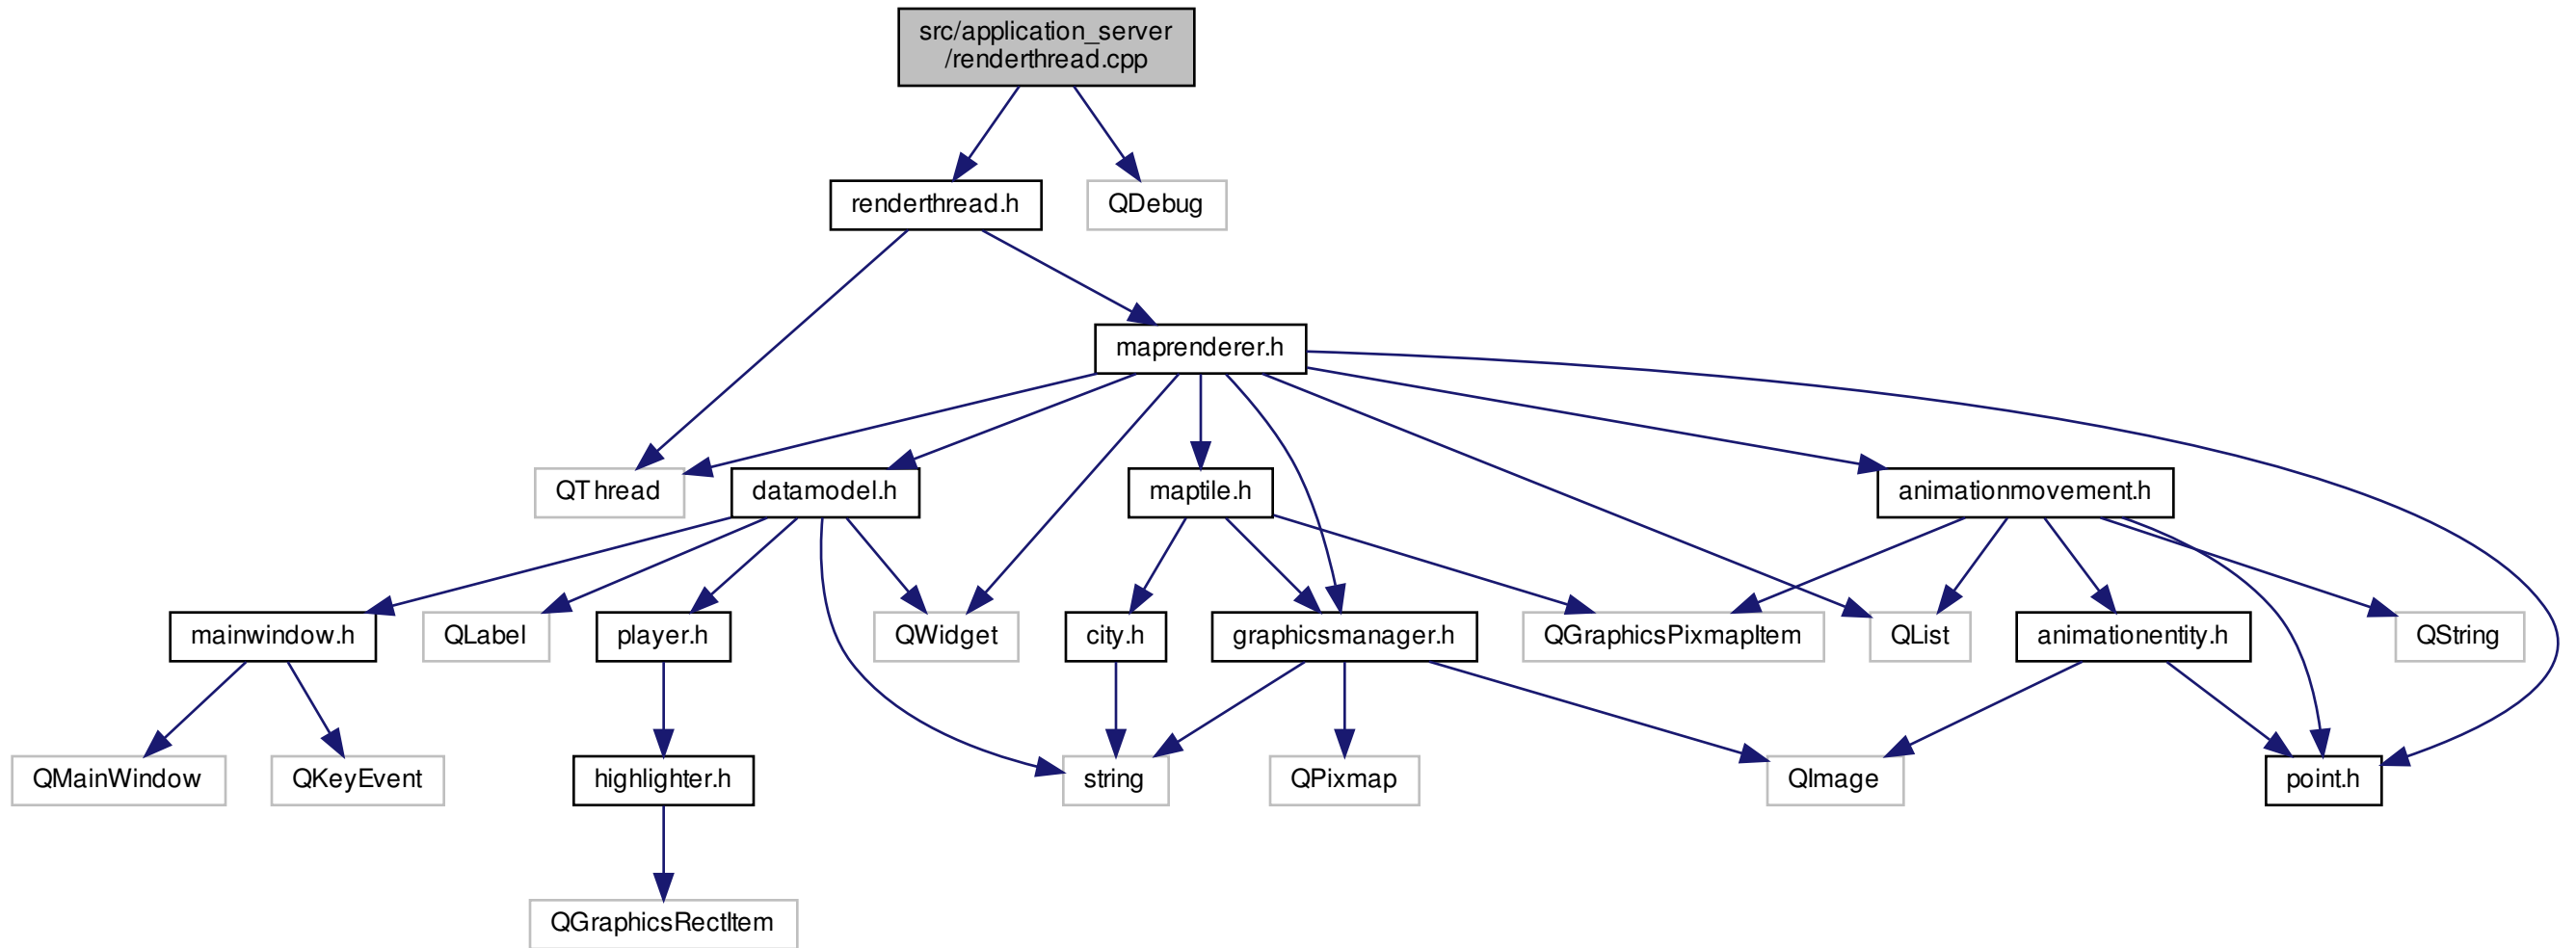 src/application_server
/renderthread.cpp
renderthread.h
QDebug
maprenderer.h
QThread
datamodel.h
maptile.h
animationmovement.h
mainwindow.h
QLabel
player.h
QWidget
city.h
graphicsmanager.h
QGraphicsPixmapItem
QList
animationentity.h
QString
QMainWindow
QKeyEvent
highlighter.h
string
QPixmap
QImage
point.h
QGraphicsRectItem